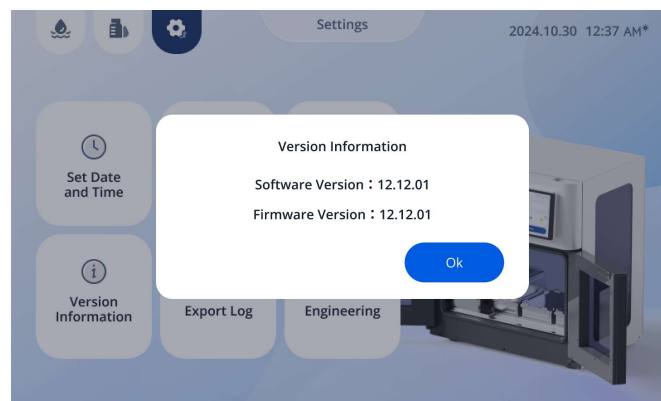 Settings
2024.10.30 12:37 AM*
Set Date
and Time
Version Information
Software Version：12.12.01
Firmware Version：12.12.01
Ok
Version
Information
Export Log
Engineering